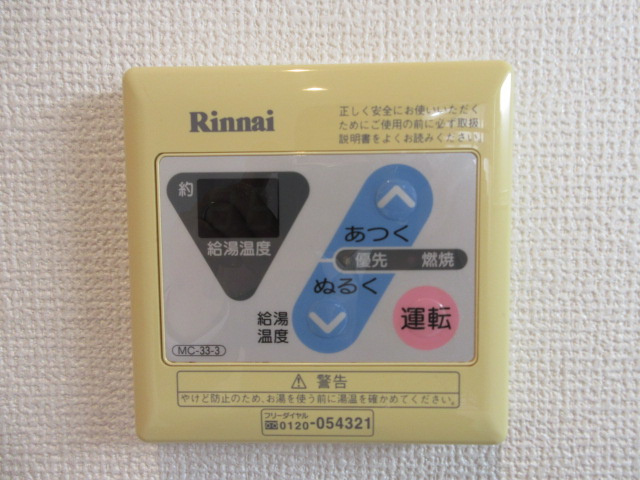 Rinnai
正しく安全にお使いいただく
ためにご使用の前に必ず取扱
説明書をよくお読みください
約
給湯温度
あつく
優先 燃焼
ぬるく
給湯
温度
運転
MC-33-3
⚠ 警告
やけど防止のため、お湯を使う前に湯温を確かめてください。
フリーダイヤル
0120-054321